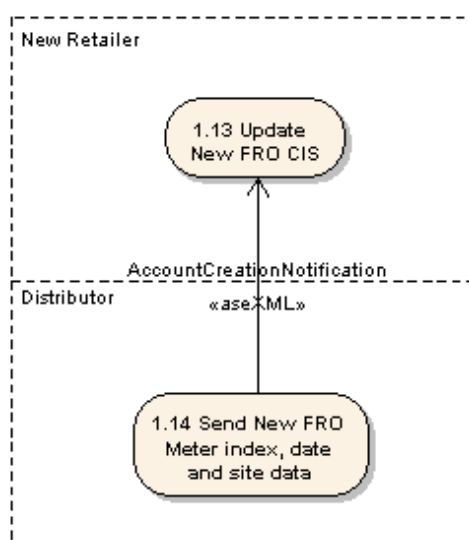 New Retailer
1.13 Update
New FRO CIS
AccountCreationNotification
Distributor
«aseXML»
1.14 Send New FRO
Meter index, date
and site data